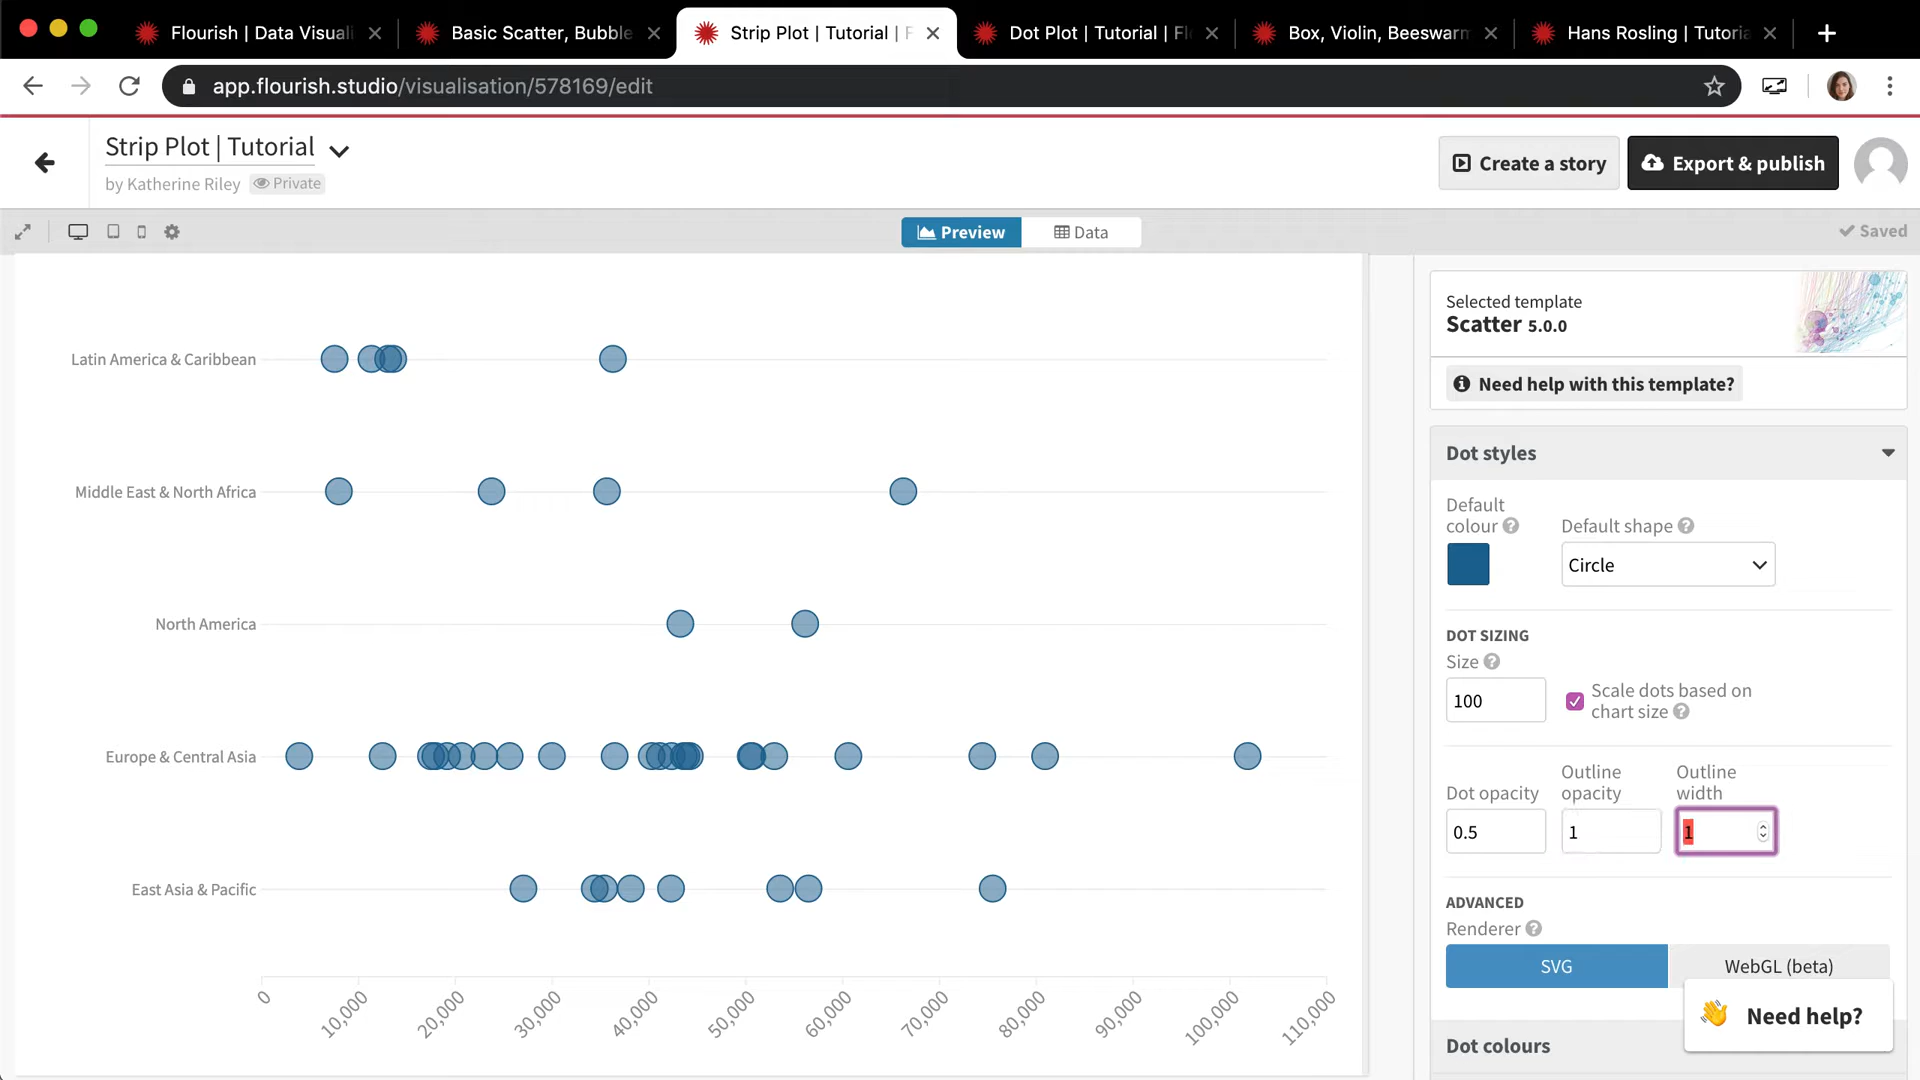 Flourish | Data Visuali
Basic Scatter, Bubble
Strip Plot | Tutorial | F
Dot Plot | Tutorial | Fl
Box, Violin, Beeswarm
Hans Rosling | Tutoria
app.flourish.studio/visualisation/578169/edit
Strip Plot | Tutorial
by Katherine Riley
Private
Create a story
Export & publish
Preview
Data
Saved
Selected template
Scatter 5.0.0
Need help with this template?
Dot styles
Default
colour
Default shape
Circle
DOT SIZING
Size
100
Scale dots based on
chart size
Dot opacity
Outline
opacity
Outline
width
0.5
1
1
ADVANCED
Renderer
SVG
WebGL (beta)
Need help?
Dot colours
Latin America & Caribbean
Middle East & North Africa
North America
Europe & Central Asia
East Asia & Pacific
0
10,000
20,000
30,000
40,000
50,000
60,000
70,000
80,000
90,000
100,000
110,000